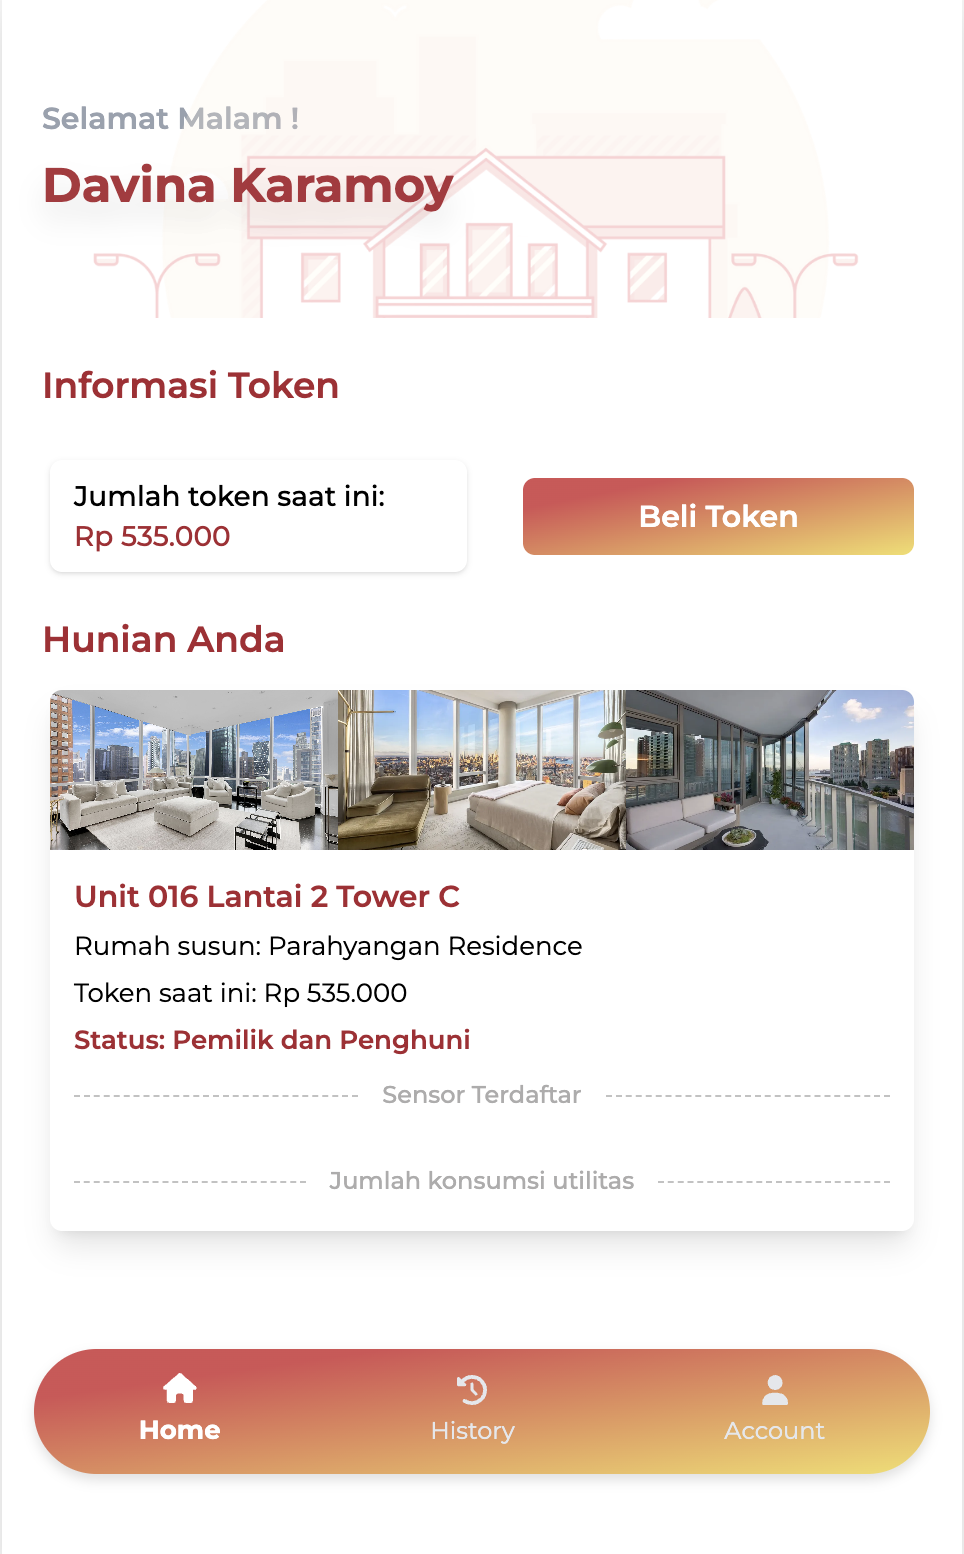 Selamat Malam !
Davina Karamoy
Informasi Token
Jumlah token saat ini:
Rp 535.000
Beli Token
Hunian Anda
Unit 016 Lantai 2 Tower C
Rumah susun: Parahyangan Residence
Token saat ini: Rp 535.000
Status: Pemilik dan Penghuni
Sensor Terdaftar
Jumlah konsumsi utilitas
Home
History
Account